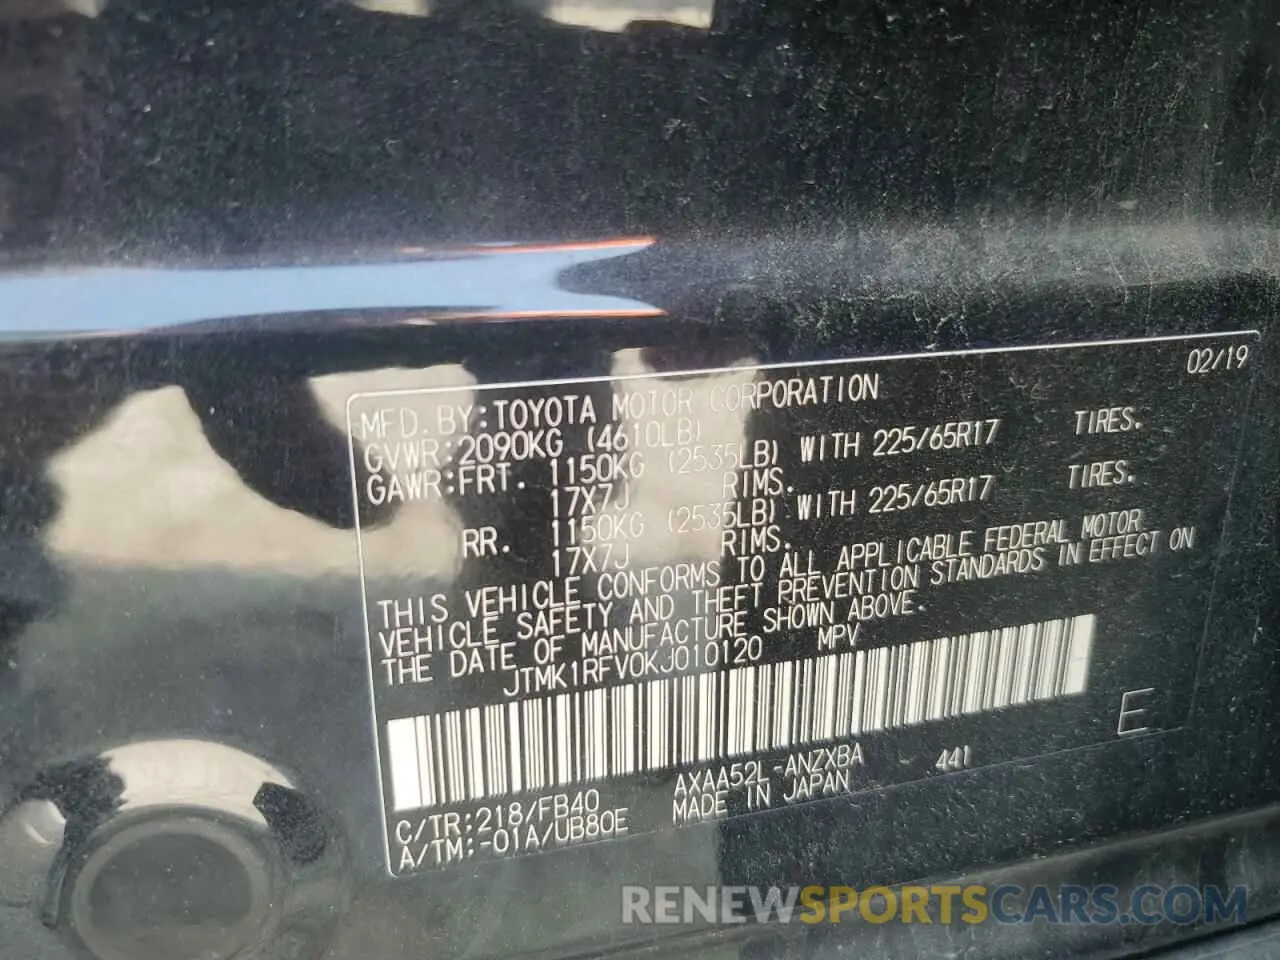 02/19
MFD. BY:TOYOTA MOTOR CORPORATION
GVWR:2090KG (4610LB)
GAWR:FRT. 1150KG (2535LB) WITH 225/65R17 TIRES.
17X7J RIMS.
RR. 1150KG (2535LB) WITH 225/65R17 TIRES.
17X7J RIMS.
THIS VEHICLE CONFORMS TO ALL APPLICABLE FEDERAL MOTOR
VEHICLE SAFETY AND THEFT PREVENTION STANDARDS IN EFFECT ON
THE DATE OF MANUFACTURE SHOWN ABOVE.
JTMK1RFV0KJ010120 MPV
E
AXAA52L-ANZXBA 441
C/TR:218/FB40 MADE IN JAPAN
A/TM:-01A/UB80E
RENEWSPORTSCARS.COM